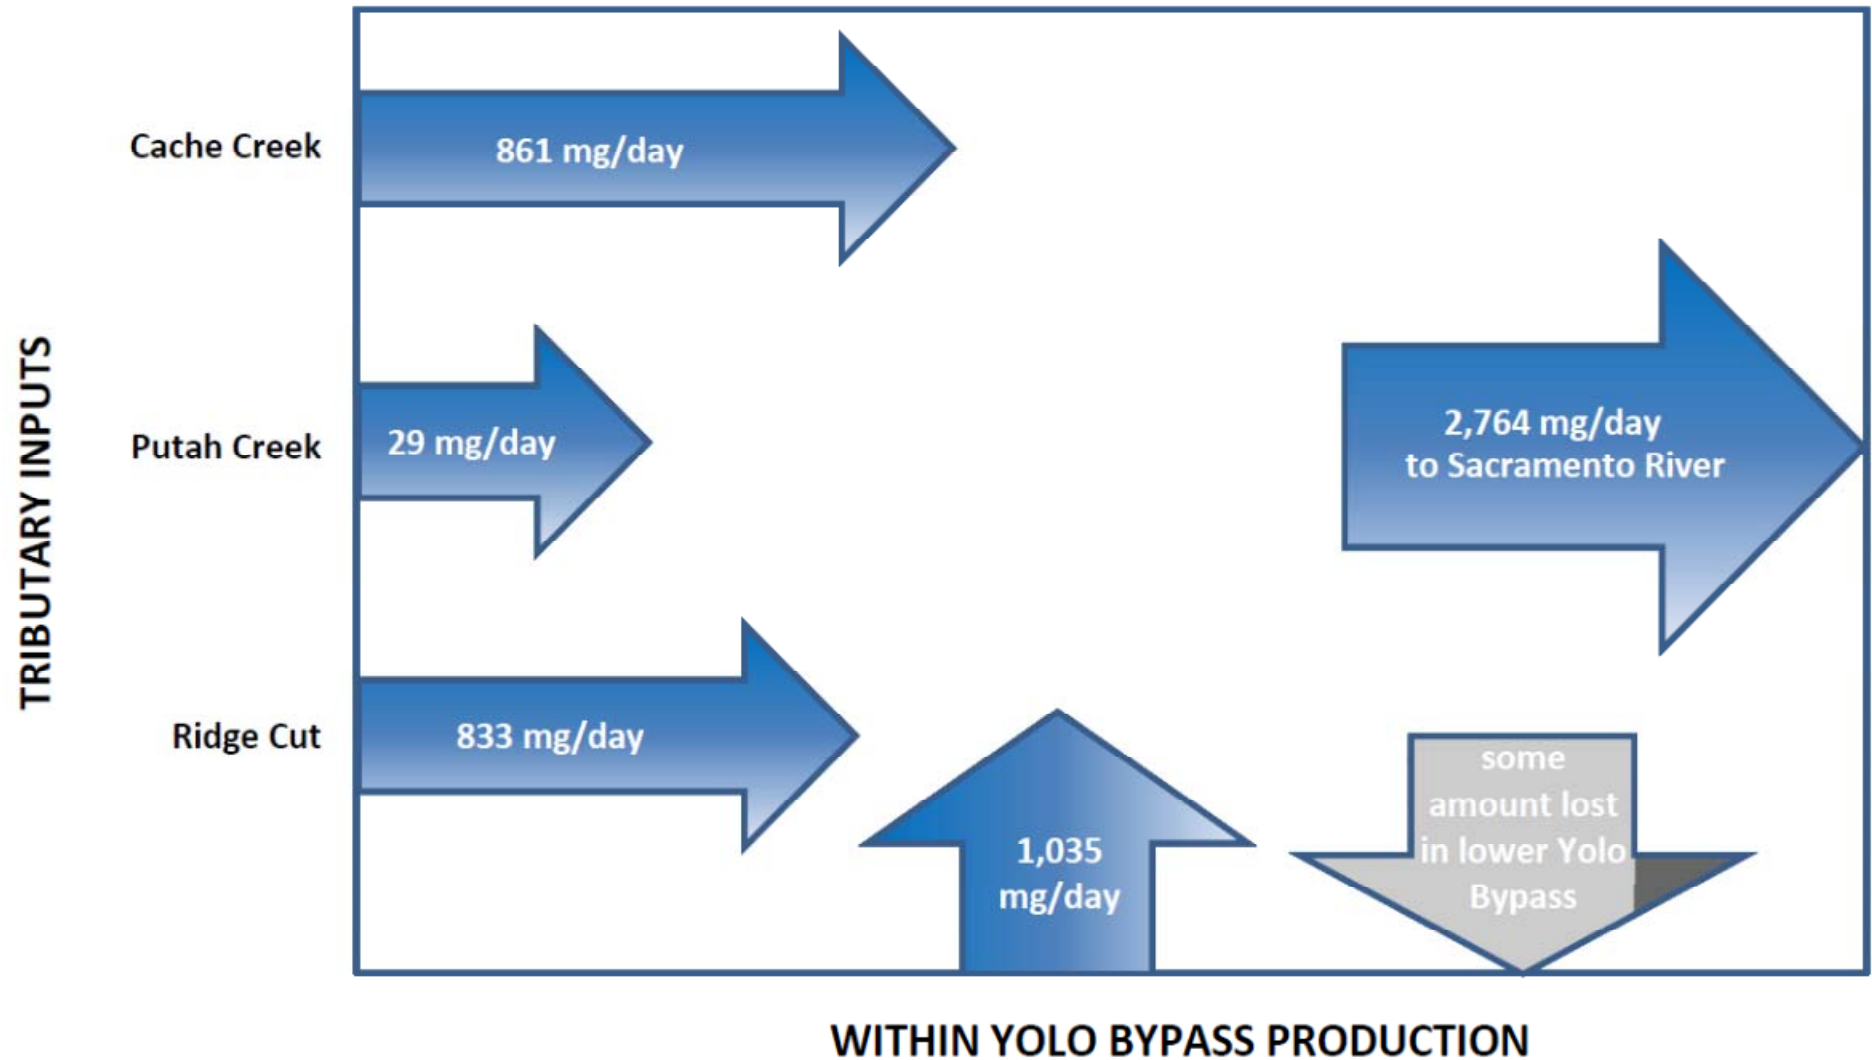 TRIBUTARY INPUTS
Cache Creek
861 mg/day
Putah Creek
29 mg/day
2,764 mg/day
to Sacramento River
Ridge Cut
833 mg/day
1,035
mg/day
some
amount lost
in lower Yolo
Bypass
WITHIN YOLO BYPASS PRODUCTION